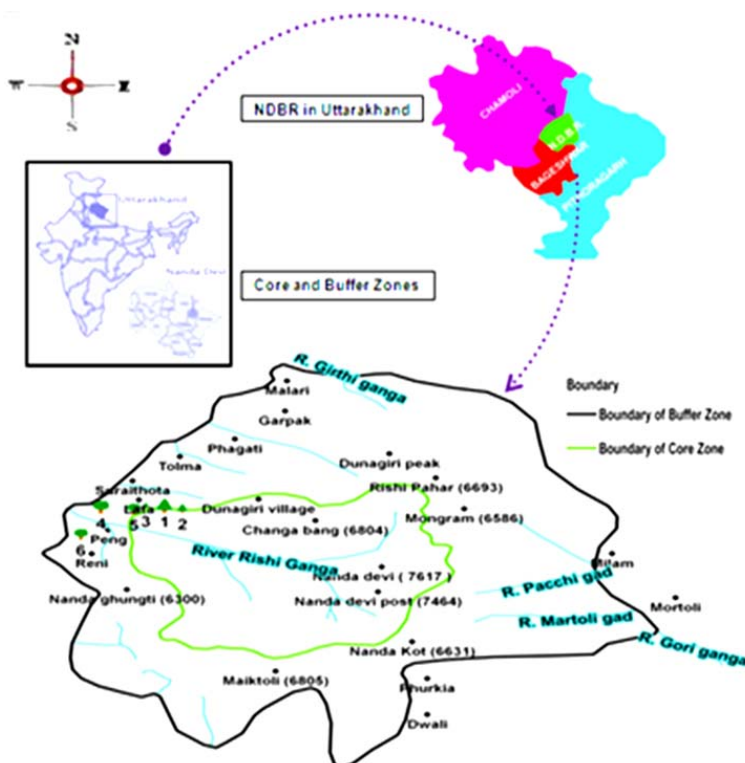 N
S
NDBR in Uttarakhand
CHAMOLI
N.D.B.R.
BAGESHWAR
PITHORAGARH
Uttarakhand
Nanda Devi
Core and Buffer Zones
R. Girthi ganga
Malari
Garpak
Phagati
Tolma
Dunagiri peak
Rishi Pahar (6693)
Suraithota
Lafa
Dunagiri village
Mongram (6586)
4
5
3
1
2
Changa bang (6804)
6
Peng
Reni
River Rishi Ganga
Nanda devi ( 7617 )
Milam
R. Pacchi gad
Nanda ghungti (6300)
Nanda devi post (7464)
Mortoli
R. Martoli gad
Nanda Kot (6631)
R. Gori ganga
Maiktoli (6805)
Phurkia
Dwali
Boundary
Boundary of Buffer Zone
Boundary of Core Zone